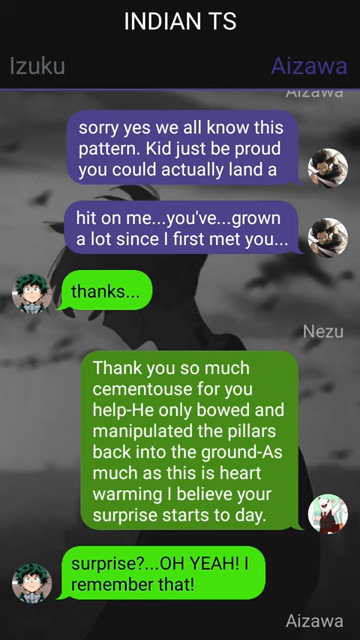 INDIAN TS
Izuku Aizawa
Aizawa
sorry yes we all know this
pattern. Kid just be proud
you could actually land a
hit on me...you've...grown
a lot since I first met you...
thanks...
Nezu
Thank you so much
cementouse for you
help-He only bowed and
manipulated the pillars
back into the ground-As
much as this is heart
warming I believe your
surprise starts to day.
surprise?...OH YEAH! I
remember that!
Aizawa